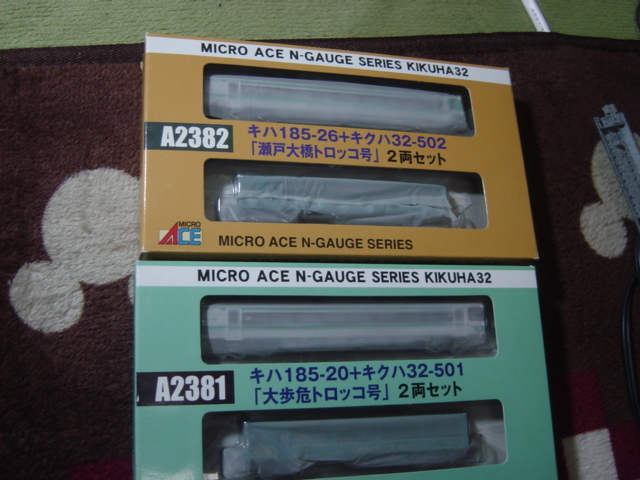 MICRO ACE N-GAUGE SERIES KIKUHA32
A2382
キハ185-26+キクハ32-502
「瀬戸大橋トロッコ号」2両セット
MICRO
ACE
MICRO ACE N-GAUGE SERIES
MICRO ACE N-GAUGE SERIES KIKUHA32
A2381
キハ185-20+キクハ32-501
「大歩危トロッコ号」2両セット